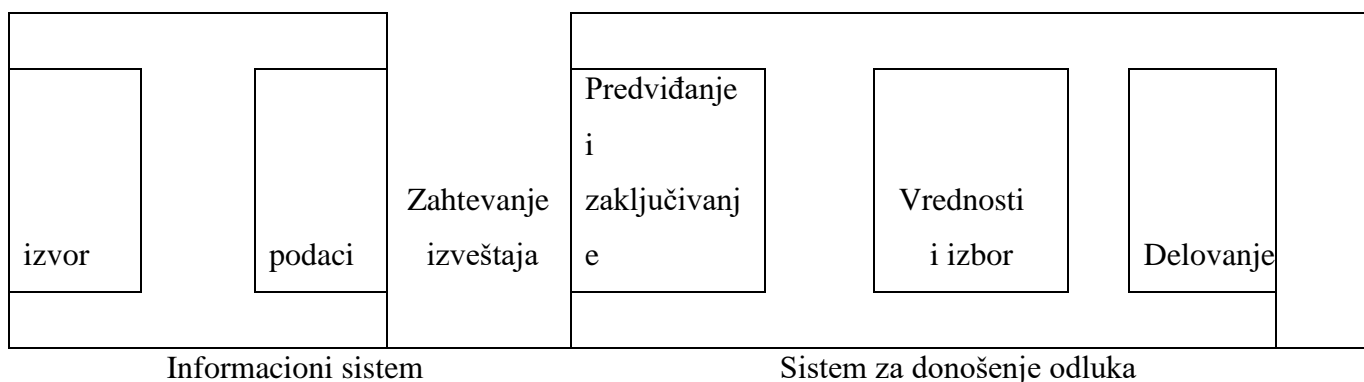 izvor
podaci
Zahtevanje
izveštaja
Predviđanje
i
zaključivanj
e
Vrednosti
i izbor
Delovanje
Informacioni sistem
Sistem za donošenje odluka